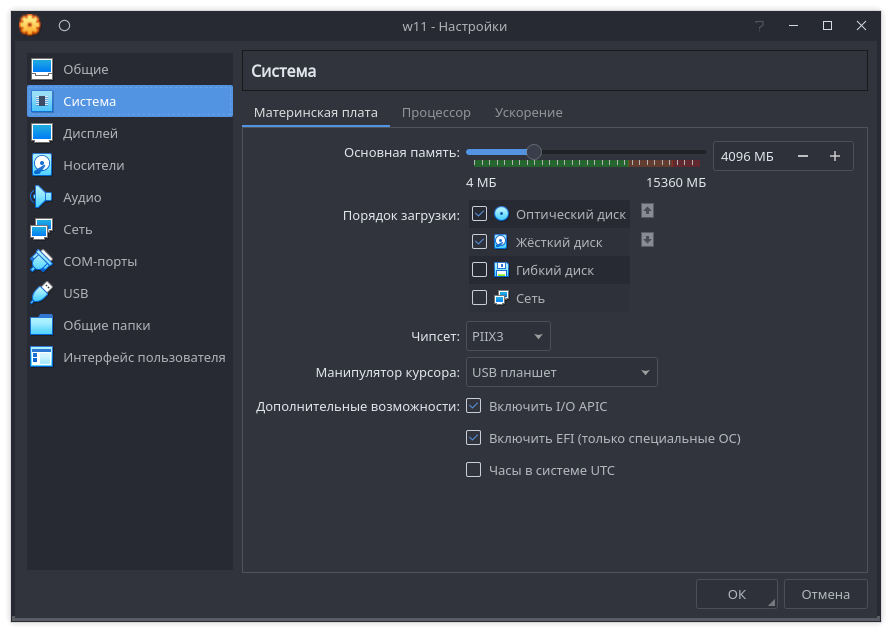 w11 - Настройки
?
Общие
Система
Дисплей
Носители
Аудио
Сеть
COM-порты
USB
Общие папки
Интерфейс пользователя
Система
Материнская плата Процессор Ускорение
Основная память: 4096 МБ
4 МБ 15360 МБ
Порядок загрузки: Оптический диск
Жёсткий диск
Гибкий диск
Сеть
Чипсет: PIIX3
Манипулятор курсора: USB планшет
Дополнительные возможности: Включить I/O APIC
Включить EFI (только специальные ОС)
Часы в системе UTC
ОК Отмена